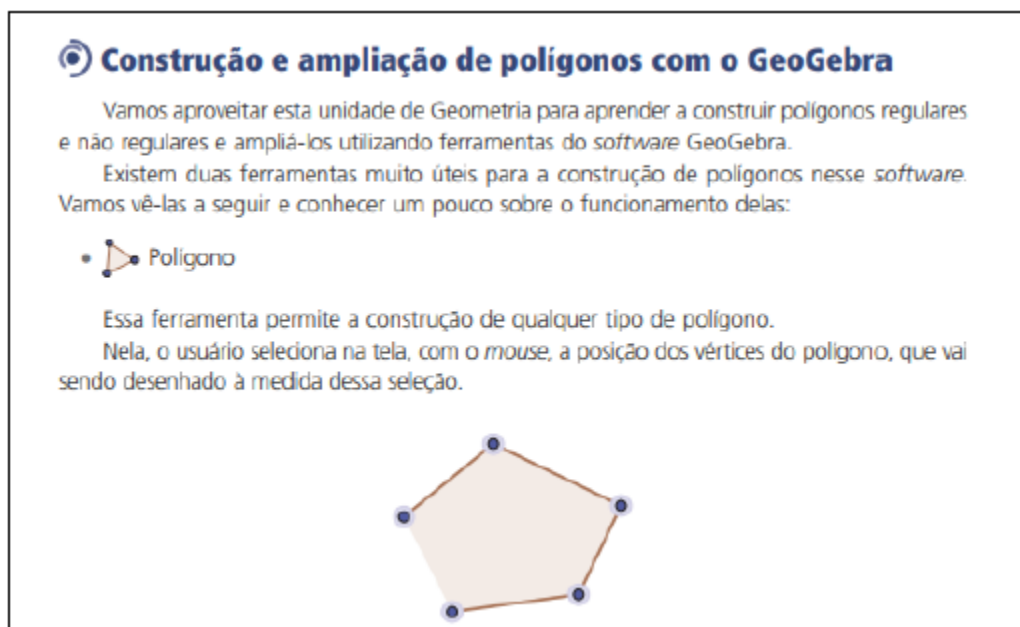 Construção e ampliação de polígonos com o GeoGebra
Vamos aproveitar esta unidade de Geometria para aprender a construir polígonos regulares
e não regulares e ampliá-los utilizando ferramentas do software GeoGebra.
Existem duas ferramentas muito úteis para a construção de polígonos nesse software.
Vamos vê-las a seguir e conhecer um pouco sobre o funcionamento delas:
• Polígono
Essa ferramenta permite a construção de qualquer tipo de polígono.
Nela, o usuário seleciona na tela, com o mouse, a posição dos vértices do polígono, que vai
sendo desenhado à medida dessa seleção.